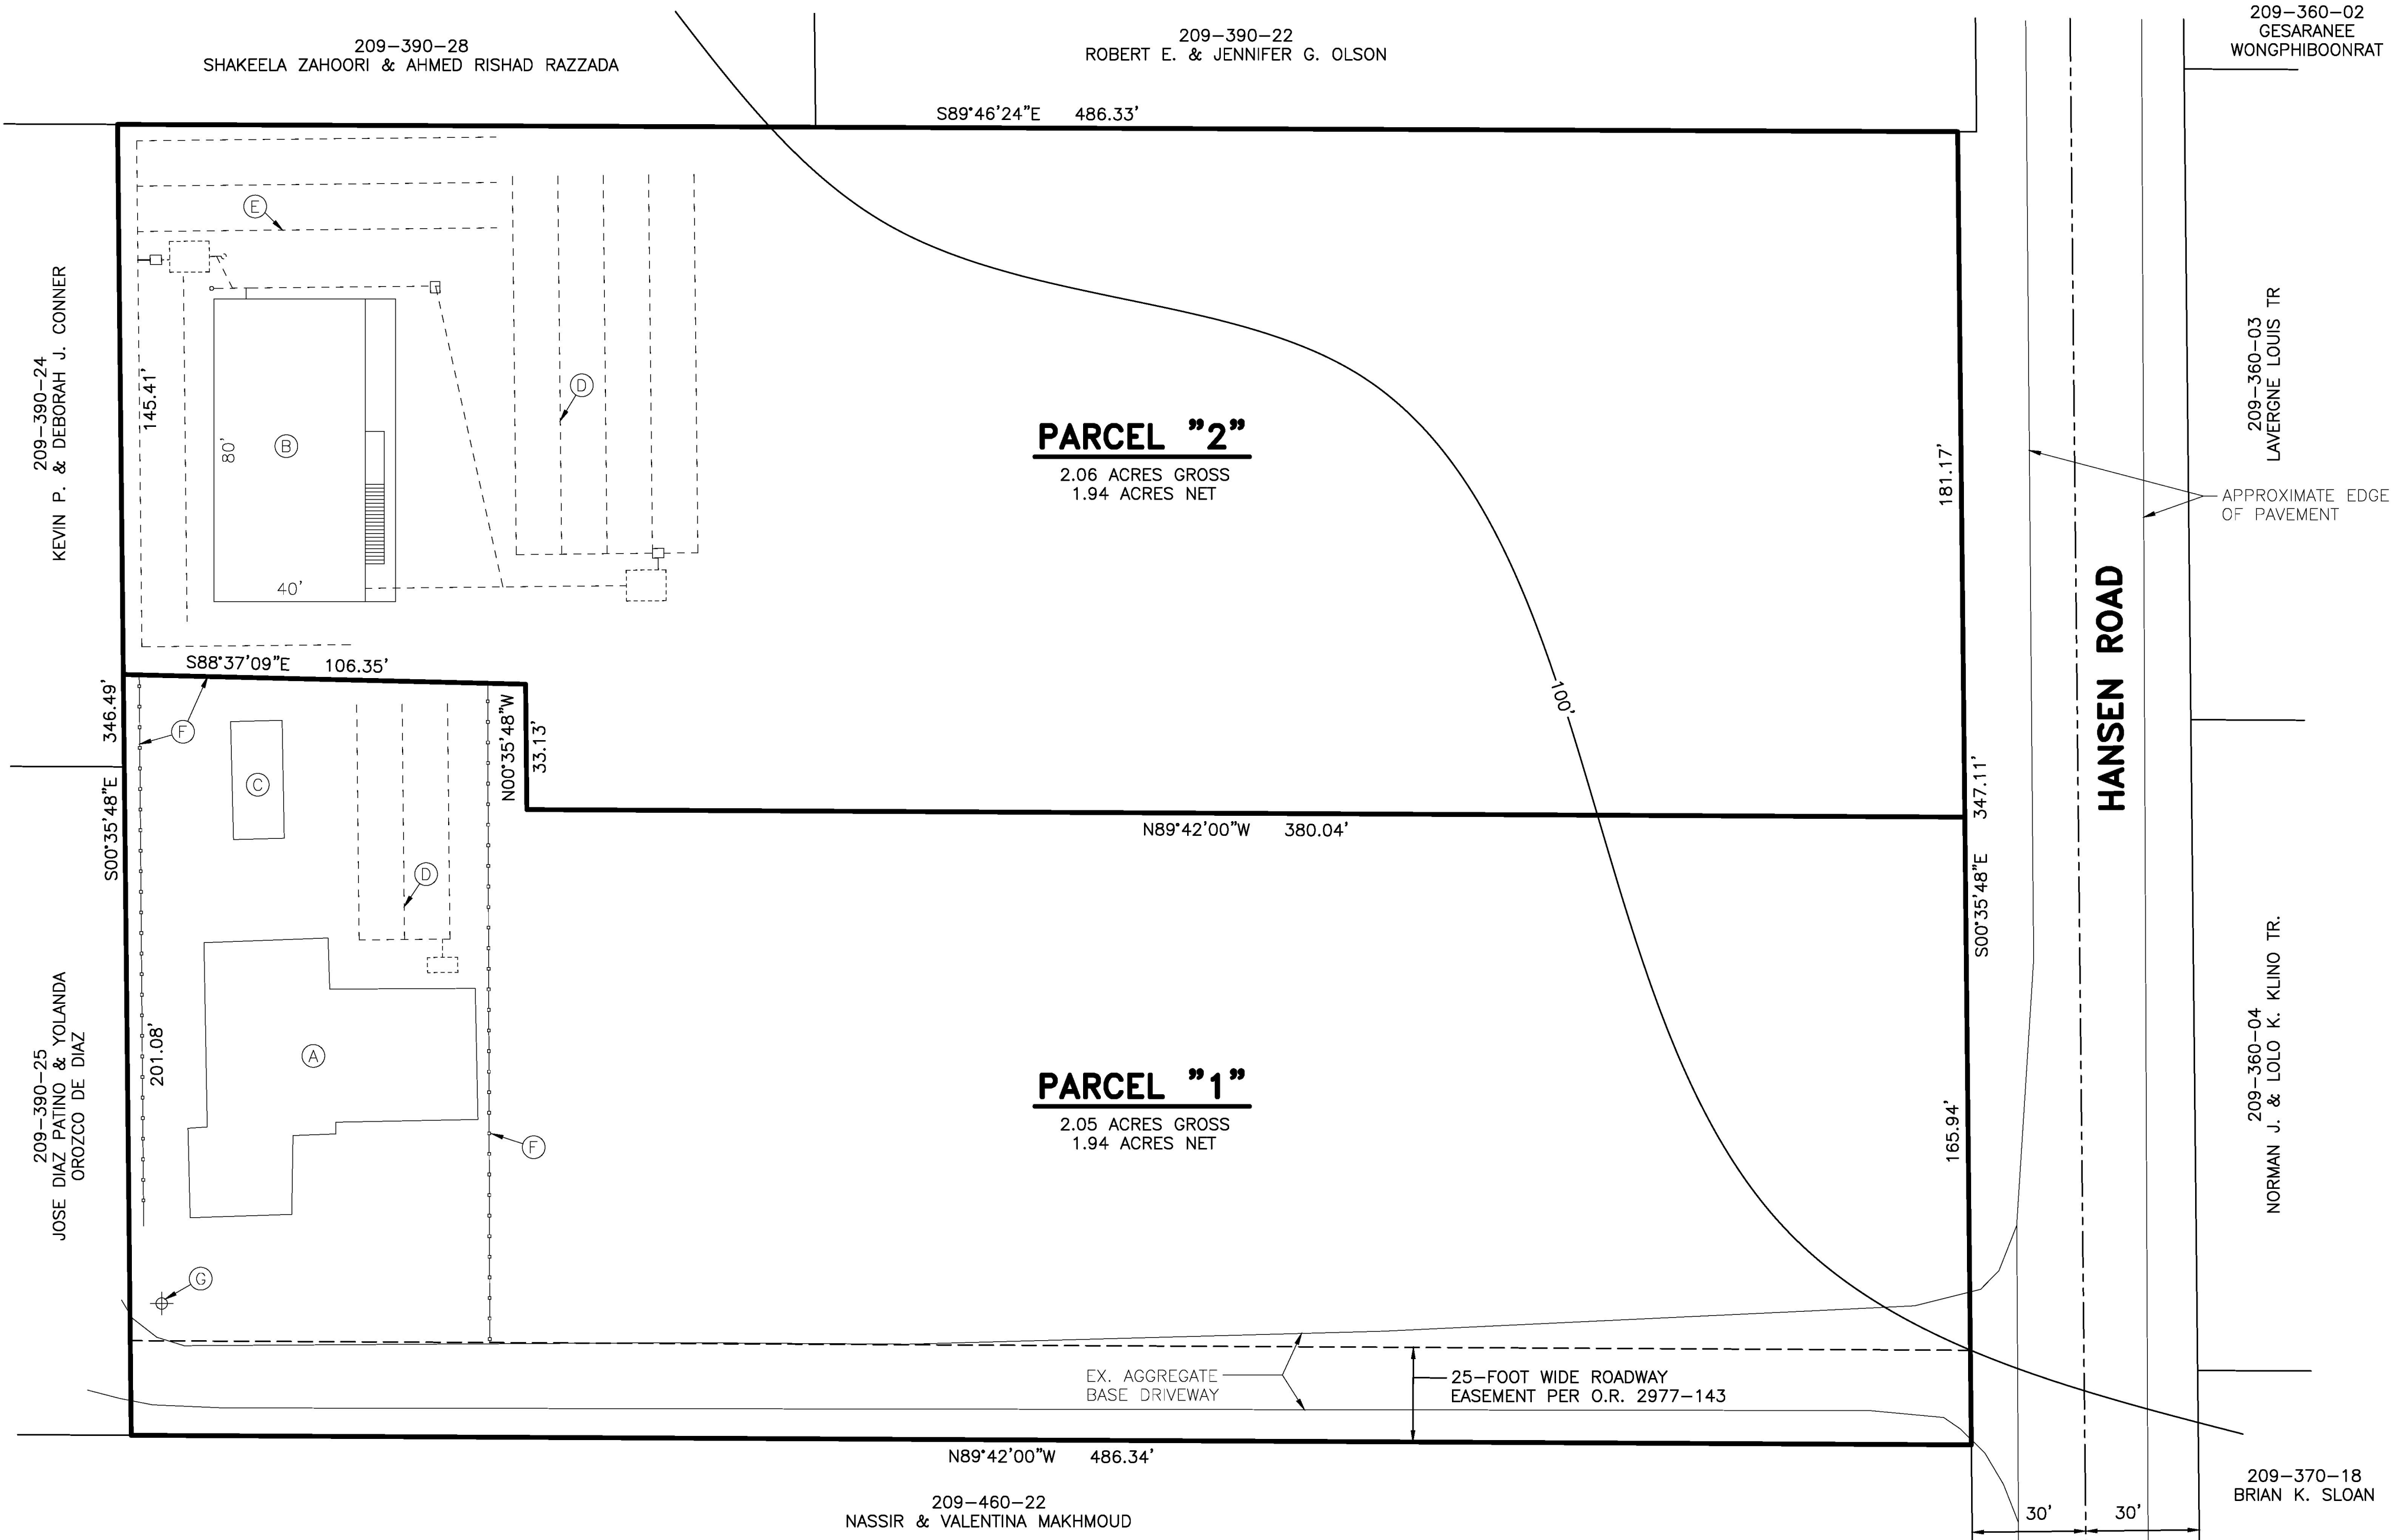 209-390-28
SHAKEELA ZAHOORI & AHMED RISHAD RAZZADA
209-390-22
ROBERT E. & JENNIFER G. OLSON
209-360-02
GESARANEE
WONGPHIBOONRAT
S89°46'24"E 486.33'
209-390-24
KEVIN P. & DEBORAH J. CONNER
145.41'
E
80'
B
40'
D
PARCEL "2"
2.06 ACRES GROSS
1.94 ACRES NET
181.17'
209-360-03
LAVERGNE LOUIS TR
APPROXIMATE EDGE
OF PAVEMENT
HANSEN ROAD
S88°37'09"E 106.35'
346.49'
S00°35'48"E
F
N00°35'48"W
33.13'
100'
C
347.11'
S00°35'48"E
N89°42'00"W 380.04'
D
209-390-25
JOSE DIAZ PATINO & YOLANDA
OROZCO DE DIAZ
201.08'
A
F
PARCEL "1"
2.05 ACRES GROSS
1.94 ACRES NET
165.94'
209-360-04
NORMAN J. & LOLO K. KLINO TR.
G
EX. AGGREGATE
BASE DRIVEWAY
25-FOOT WIDE ROADWAY
EASEMENT PER O.R. 2977-143
N89°42'00"W 486.34'
209-460-22
NASSIR & VALENTINA MAKHMOUD
209-370-18
BRIAN K. SLOAN
30'
30'